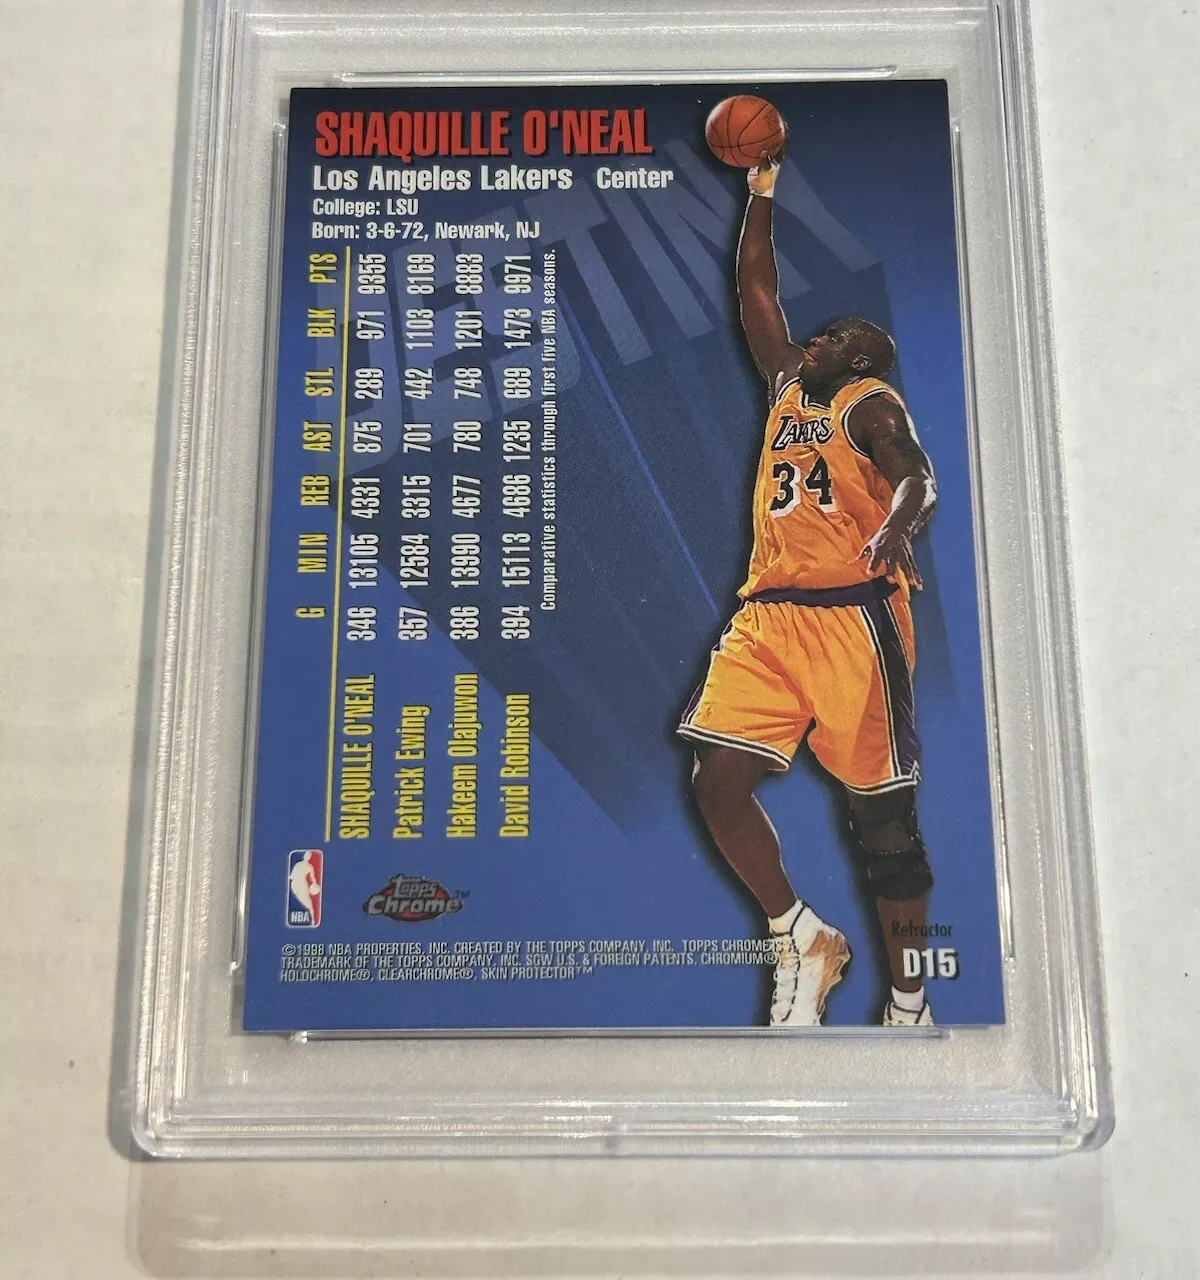 SHAQUILLE O'NEAL
Los Angeles Lakers Center
College: LSU
Born: 3-6-72, Newark, NJ
DESTINY
G MIN REB AST STL BLK PTS
SHAQUILLE O'NEAL 346 13105 4331 875 289 971 9355
Patrick Ewing 357 12584 3315 701 442 1103 8169
Hakeem Olajuwon 386 13990 4677 780 748 1201 8883
David Robinson 394 15113 4686 1235 689 1473 9971
Comparative statistics through first five NBA seasons.
LAKERS
34
NBA
topps
Chrome™
Refractor
D15
©1998 NBA PROPERTIES, INC. CREATED BY THE TOPPS COMPANY, INC. TOPPS CHROME IS A
TRADEMARK OF THE TOPPS COMPANY, INC. SGW U.S. & FOREIGN PATENTS, CHROMIUM®,
HOLOCHROME®, CLEARCHROME®, SKIN PROTECTOR™